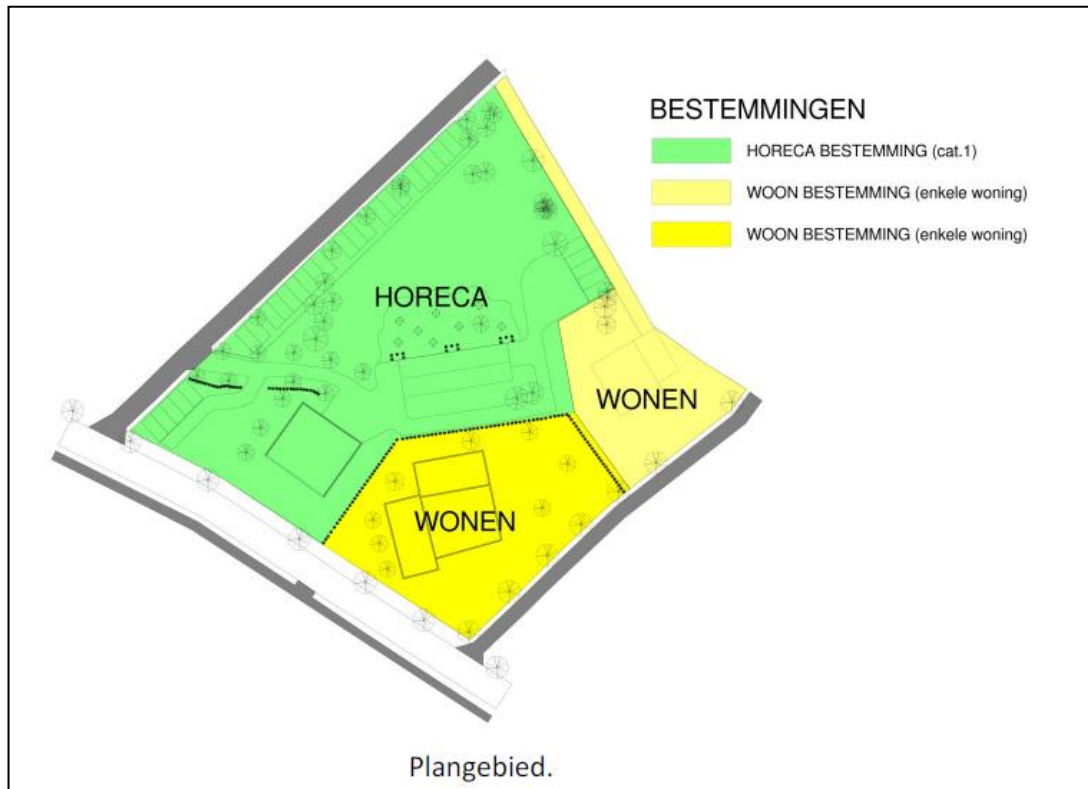 BESTEMMINGEN
HORECA BESTEMMING (cat.1)
WOON BESTEMMING (enkele woning)
WOON BESTEMMING (enkele woning)
HORECA
WONEN
WONEN
Plangebied.